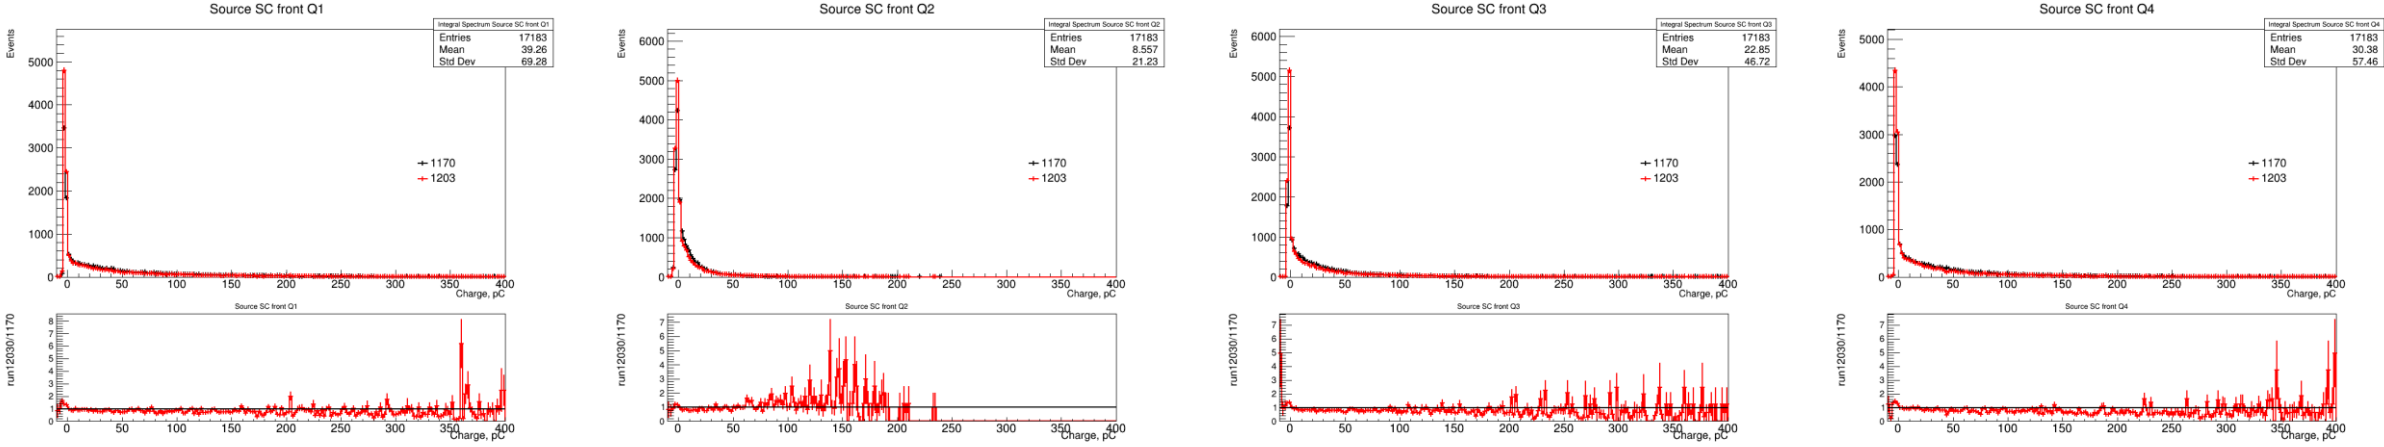 Source SC front Q1
Integral Spectrum Source SC front Q1
Entries 17183
Mean 39.26
Std Dev 69.28
Events
5000
4000
3000
2000
1000
0
1170
1203
0 50 100 150 200 250 300 350 400
Charge, pC
Source SC front Q1
run12030/1170
8
7
6
5
4
3
2
1
0
0 50 100 150 200 250 300 350 400
Charge, pC
Source SC front Q2
Integral Spectrum Source SC front Q2
Entries 17183
Mean 8.557
Std Dev 21.23
Events
6000
5000
4000
3000
2000
1000
0
1170
1203
0 50 100 150 200 250 300 350 400
Charge, pC
Source SC front Q2
run12030/1170
7
6
5
4
3
2
1
0
0 50 100 150 200 250 300 350 400
Charge, pC
Source SC front Q3
Integral Spectrum Source SC front Q3
Entries 17183
Mean 22.85
Std Dev 46.72
Events
6000
5000
4000
3000
2000
1000
0
1170
1203
0 50 100 150 200 250 300 350 400
Charge, pC
Source SC front Q3
run12030/1170
7
6
5
4
3
2
1
0
0 50 100 150 200 250 300 350 400
Charge, pC
Source SC front Q4
Integral Spectrum Source SC front Q4
Entries 17183
Mean 30.38
Std Dev 57.46
Events
5000
4000
3000
2000
1000
0
1170
1203
0 50 100 150 200 250 300 350 400
Charge, pC
Source SC front Q4
run12030/1170
7
6
5
4
3
2
1
0
0 50 100 150 200 250 300 350 400
Charge, pC